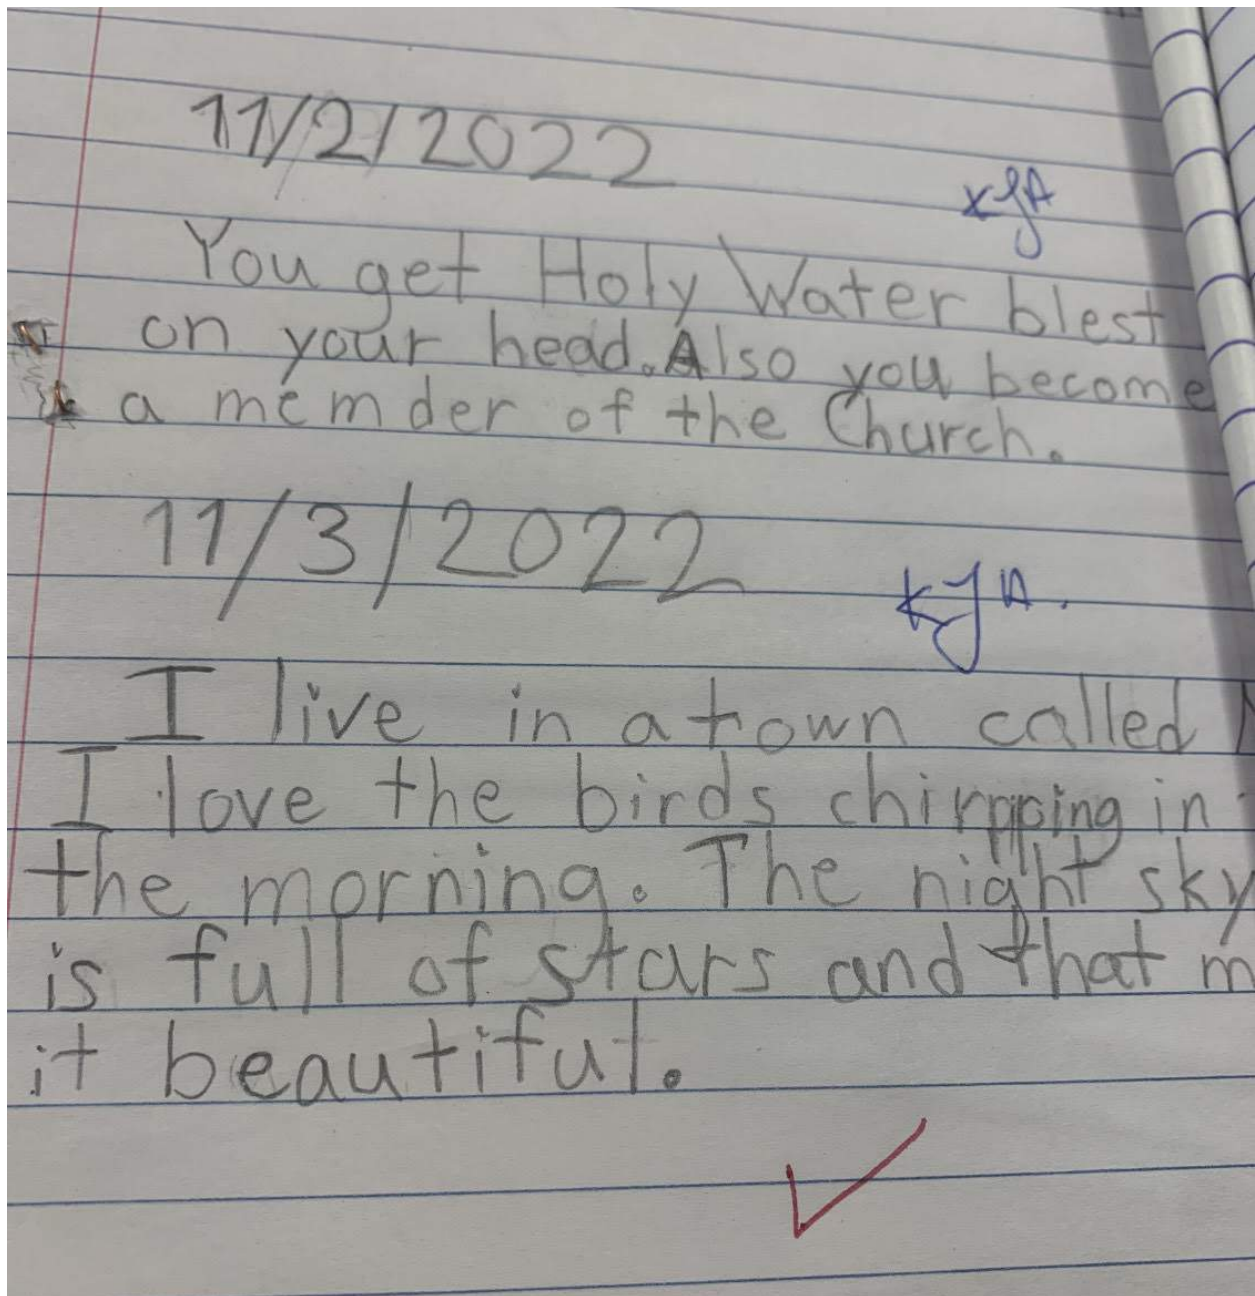 11/2/2022
You get Holy Water blest
on your head. Also you become
a memder of the Church.
11/3/2022
I live in a town called
I love the birds chirpping in
the morning. The night sky
is full of stars and that
it beautiful.